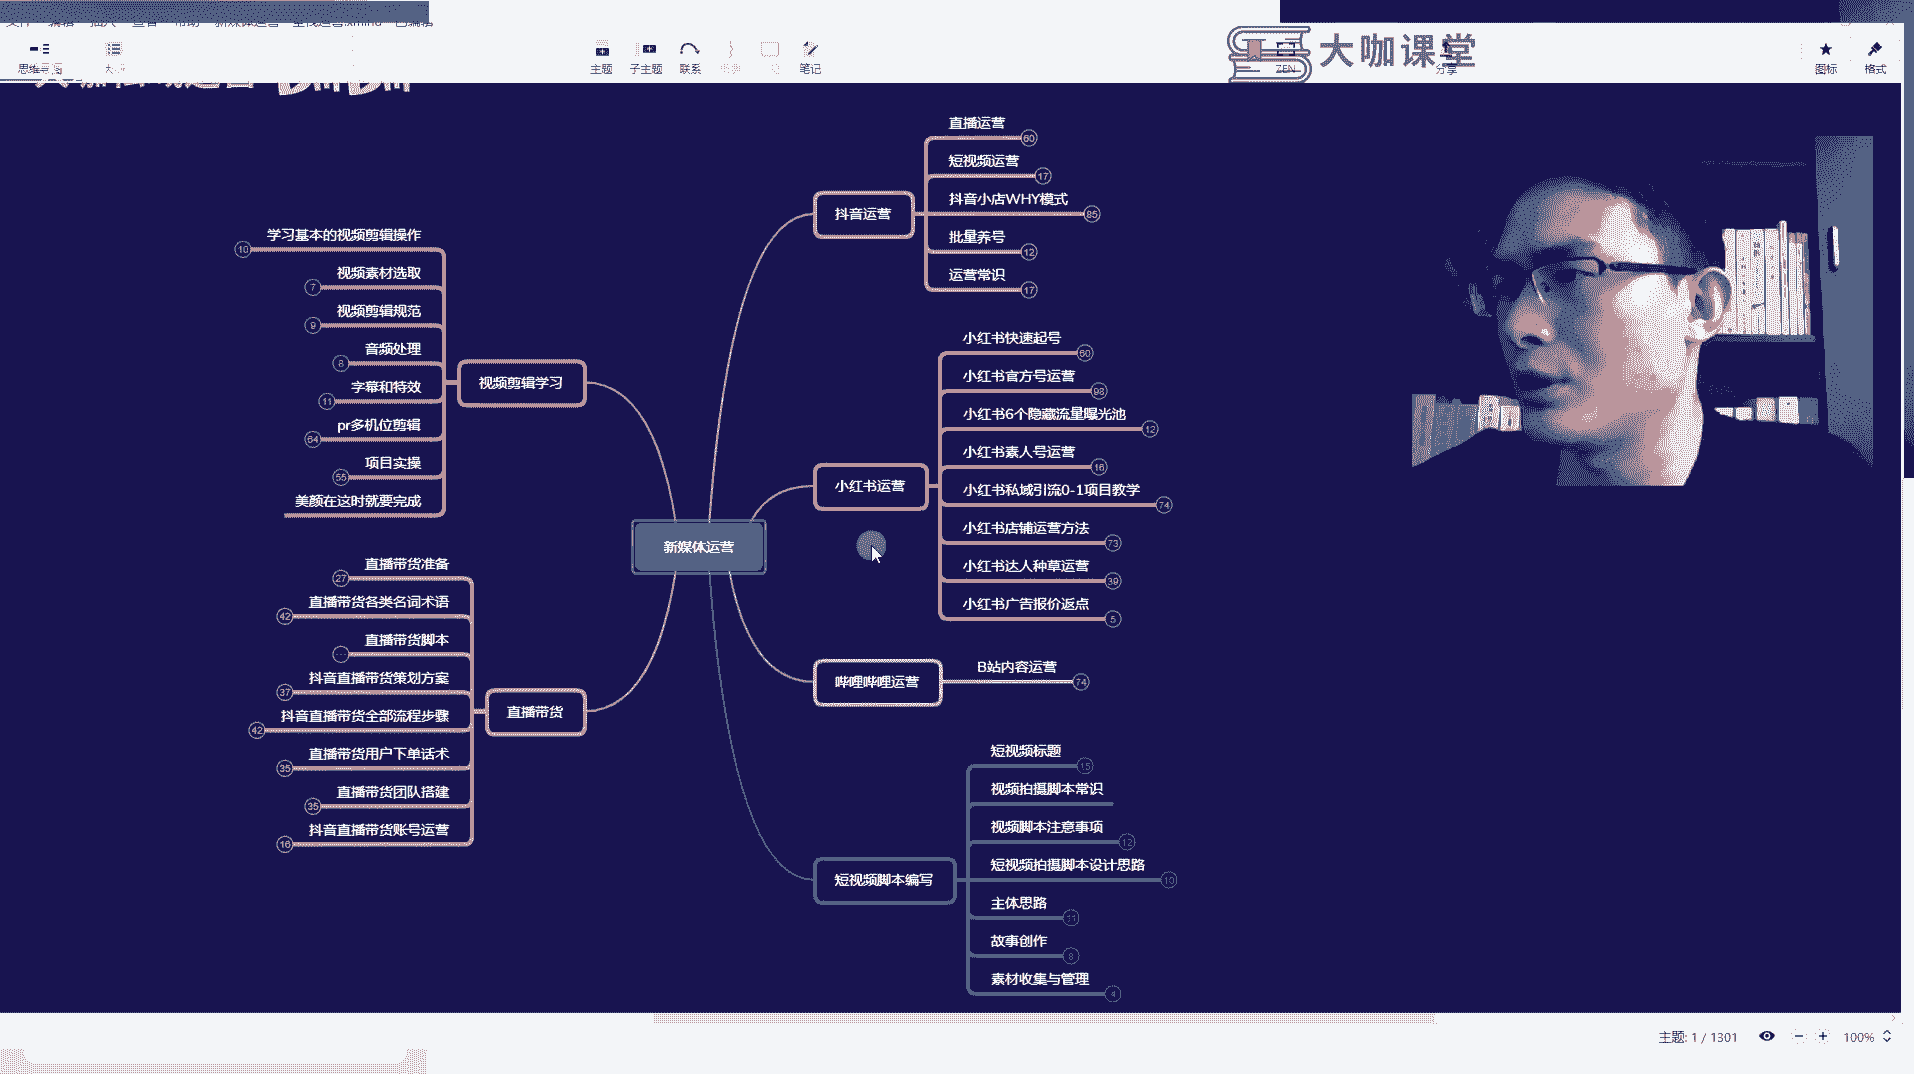 主题
子主题
联系
笔记
ZEN
分享
大咖课堂
图标
格式
新媒体运营
抖音运营
直播运营
60
短视频运营
17
抖音小店WHY模式
85
批量养号
12
运营常识
17
小红书运营
小红书快速起号
60
小红书官方号运营
98
小红书6个隐藏流量曝光池
12
小红书素人号运营
16
小红书私域引流0-1项目教学
74
小红书店铺运营方法
73
小红书达人种草运营
39
小红书广告报价返点
5
哔哩哔哩运营
B站内容运营
74
短视频脚本编写
短视频标题
15
视频拍摄脚本常识
视频脚本注意事项
12
短视频拍摄脚本设计思路
10
主体思路
21
故事创作
8
素材收集与管理
4
视频剪辑学习
学习基本的视频剪辑操作
10
视频素材选取
7
视频剪辑规范
9
音频处理
8
字幕和特效
11
pr多机位剪辑
64
项目实操
55
美颜在这时就要完成
直播带货
直播带货准备
27
直播带货各类名词术语
42
直播带货脚本
抖音直播带货策划方案
37
抖音直播带货全部流程步骤
42
直播带货用户下单话术
35
直播带货团队搭建
35
抖音直播带货账号运营
16
主题: 1 / 1301
100%